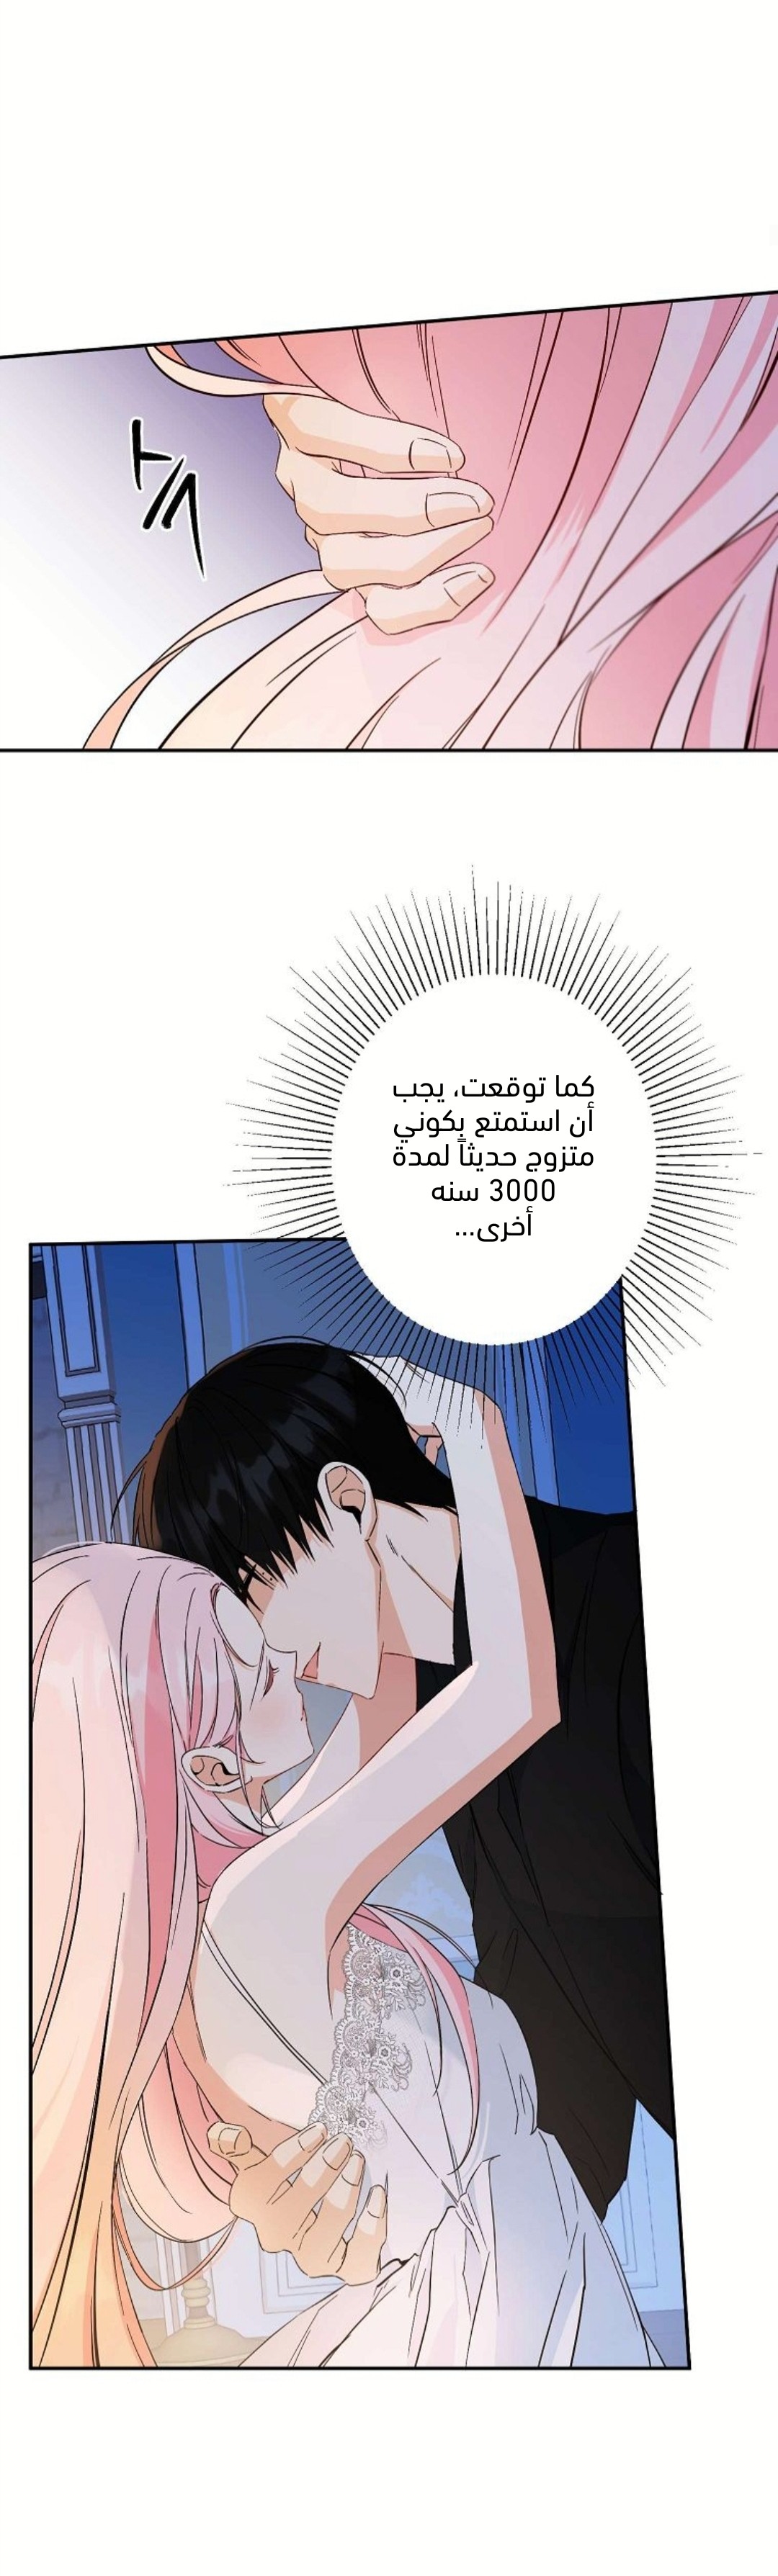 كما توقعت، يجب
أن استمتع بكوني
متزوج حديثاً لمدة
3000 سنه
أخرى...